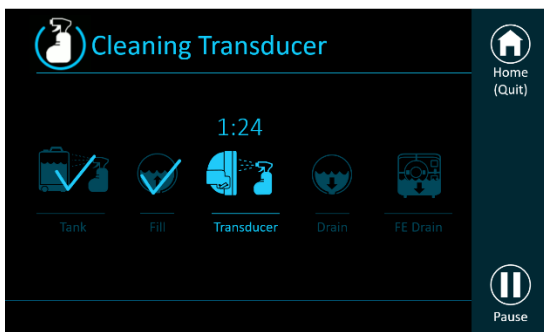 Cleaning Transducer
Home
(Quit)
1:24
Tank
Fill
Transducer
Drain
FE Drain
Pause